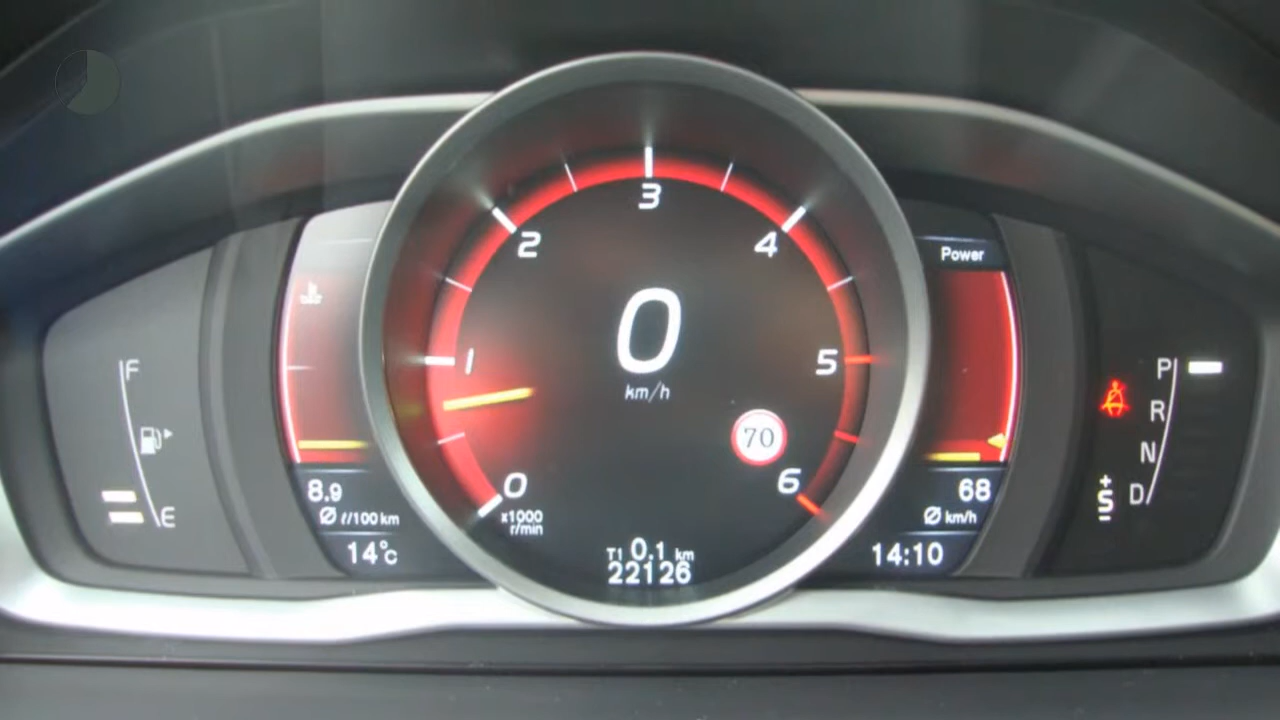 3
2
4
Power
0
1
5
F
P
km/h
70
R
N
8.9
0
6
68
+
S
-
D
E
Ø l/100 km
x1000
r/min
Ø km/h
14°C
T1 0.1 km
14:10
22126